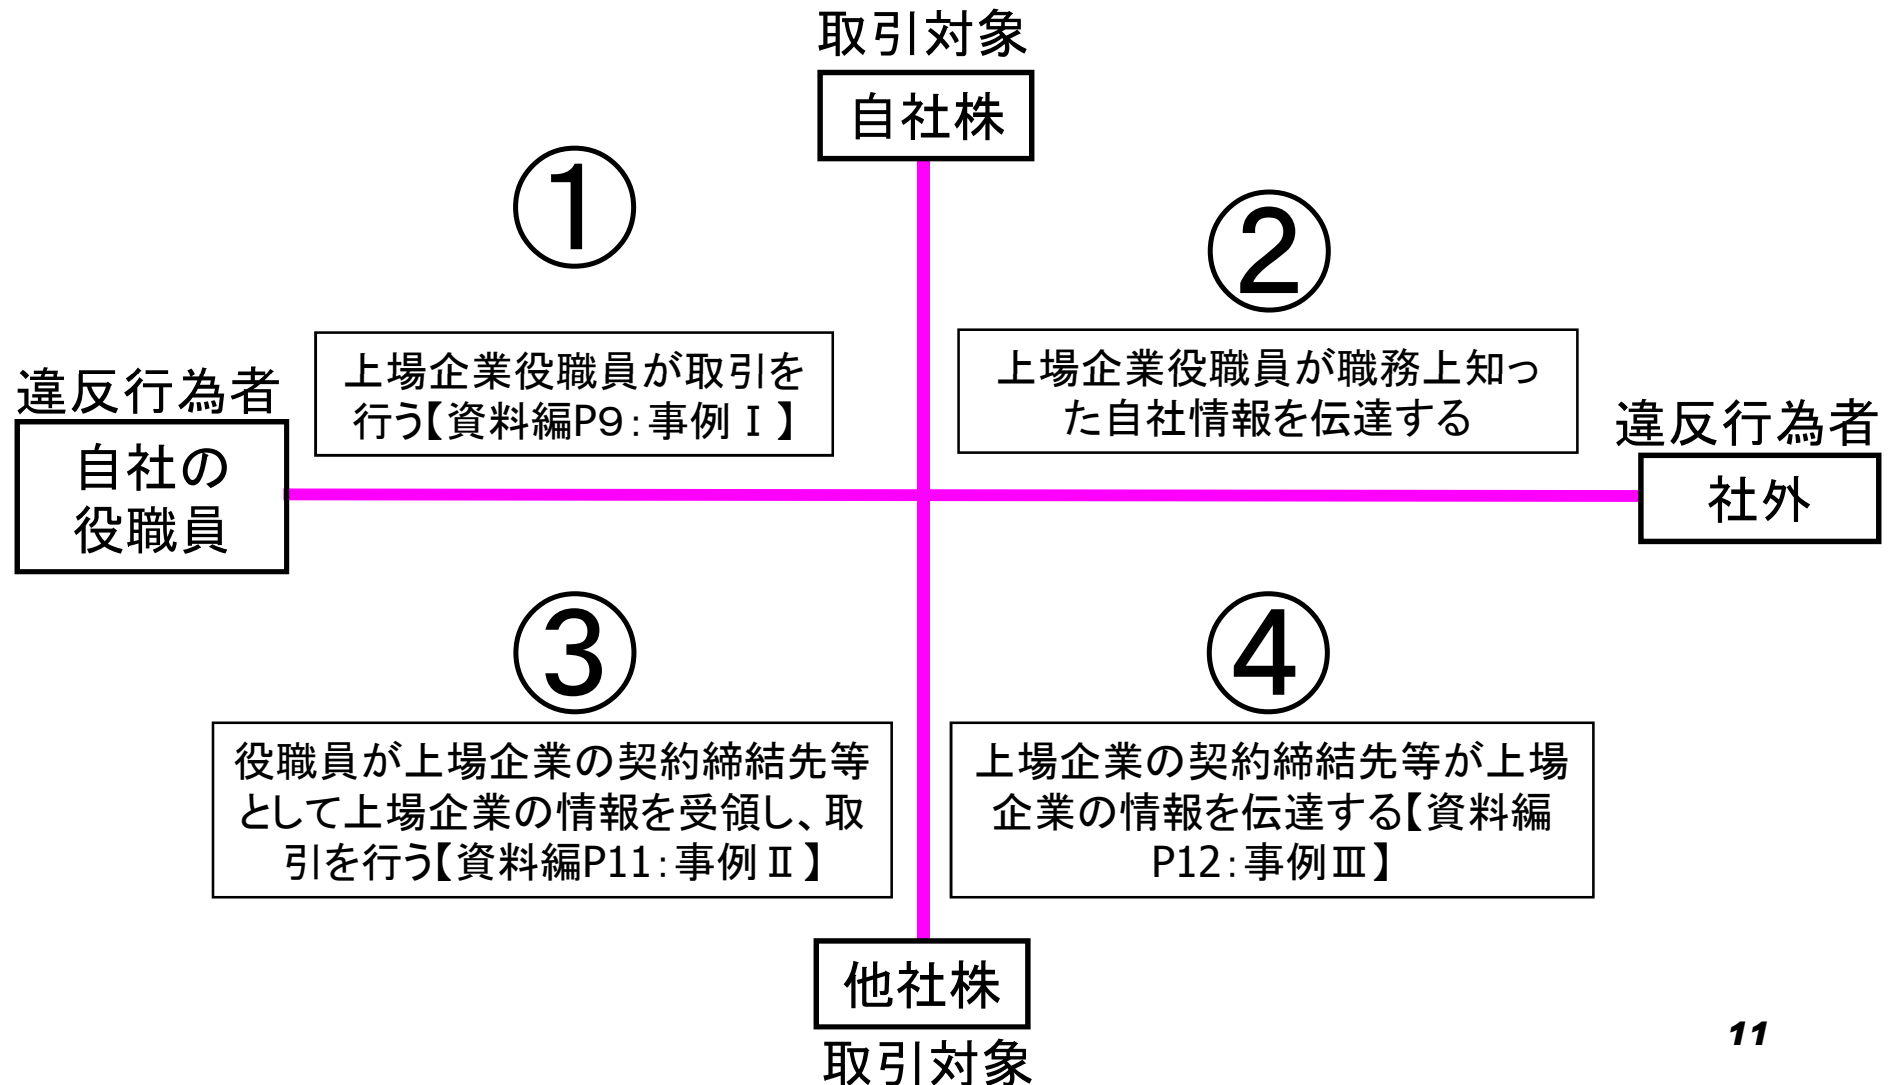 取引対象
自社株
①
②
上場企業役職員が取引を
行う【資料編P9：事例Ⅰ】
上場企業役職員が職務上知っ
た自社情報を伝達する
違反行為者
自社の
役職員
違反行為者
社外
③
④
役職員が上場企業の契約締結先等
として上場企業の情報を受領し、取
引を行う【資料編P11：事例Ⅱ】
上場企業の契約締結先等が上場
企業の情報を伝達する【資料編
P12：事例Ⅲ】
他社株
取引対象
11